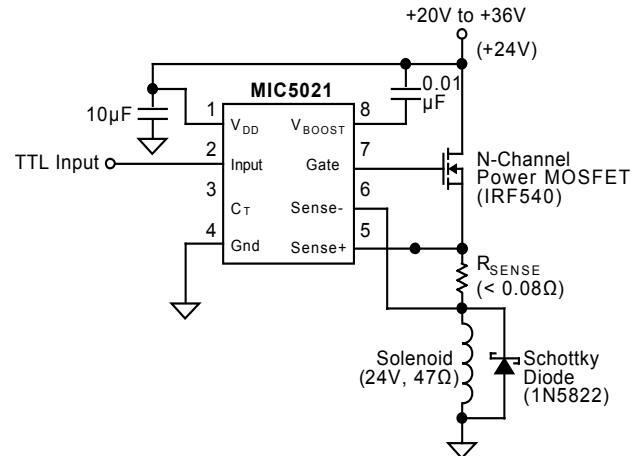 +20V to +36V
(+24V)
MIC5021
0.01
µF
10µF
1
VDD
VBOOST
8
TTL Input
2
Input
Gate
7
N-Channel
Power MOSFET
(IRF540)
3
CT
Sense-
6
4
Gnd
Sense+
5
RSENSE
(< 0.08Ω)
Solenoid
(24V, 47Ω)
Schottky
Diode
(1N5822)